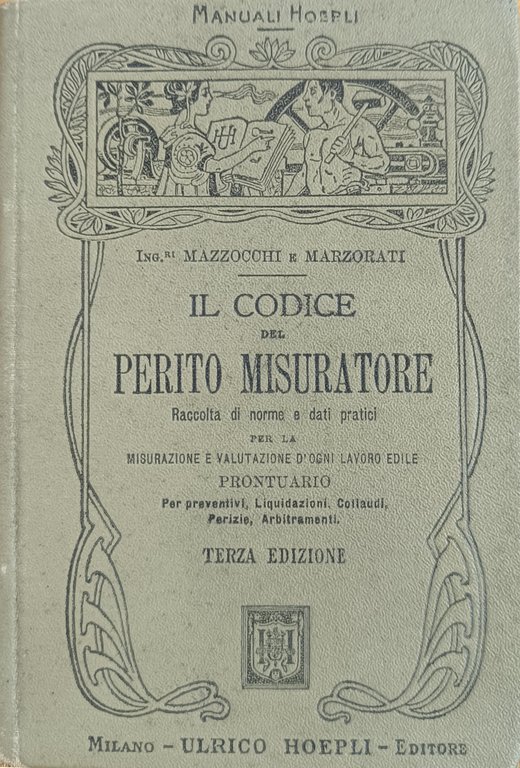 MANUALI HOEPLI
ING.RI MAZZOCCHI E MARZORATI
IL CODICE
DEL
PERITO MISURATORE
Raccolta di norme e dati pratici
PER LA
MISURAZIONE E VALUTAZIONE D'OGNI LAVORO EDILE
PRONTUARIO
Per preventivi, Liquidazioni, Collaudi,
Perizie, Arbitramenti.
TERZA EDIZIONE
MILANO – ULRICO HOEPLI – EDITORE